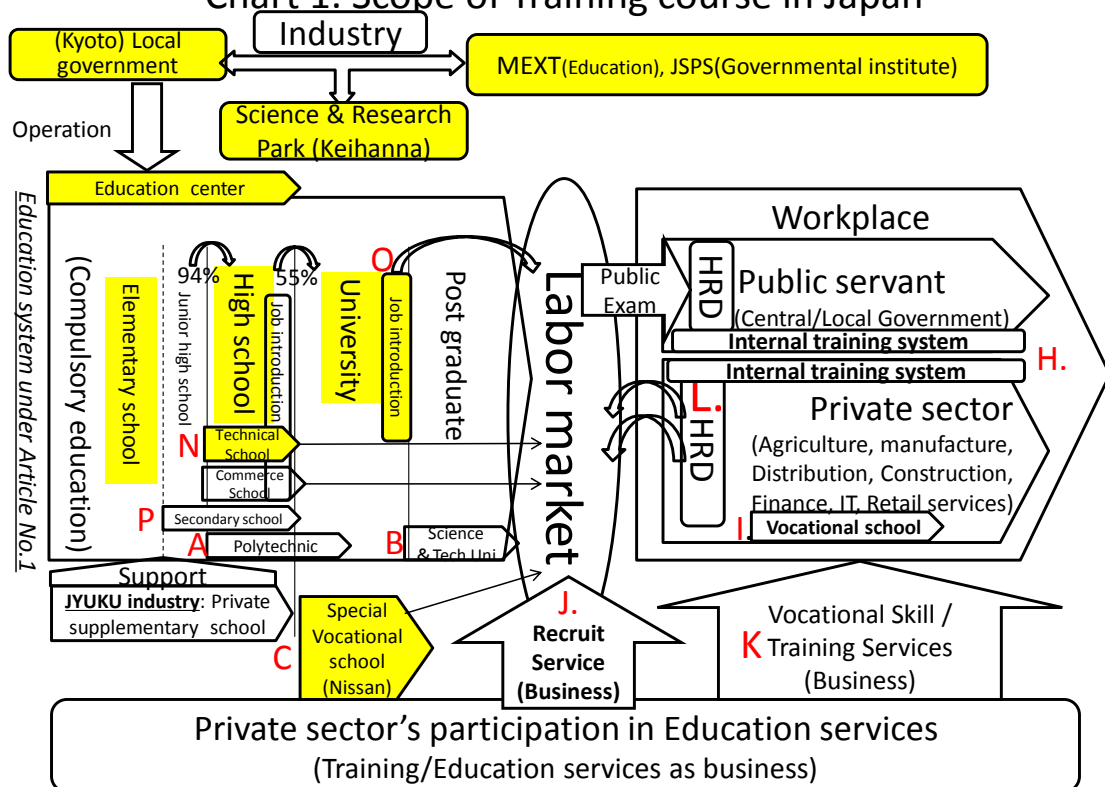 Chart 1: Scope of Training course in Japan
(Kyoto) Local
government
Industry
MEXT(Education), JSPS(Governmental institute)
Science & Research
Park (Keihanna)
Operation
Education center
Education system under Article No.1
(Compulsory education)
Elementary school
94%
Junior high school
High school
55%
Job introduction
University
O
Job introduction
Post graduate
N
Technical
School
Commerce
School
P
Secondary school
A
Polytechnic
B
Science
& Tech Uni
Labor market
Public
Exam
Workplace
HRD
Public servant
(Central/Local Government)
Internal training system
H.
Internal training system
L.
HRD
Private sector
(Agriculture, manufacture,
Distribution, Construction,
Finance, IT, Retail services)
I.
Vocational school
Support
JYUKU industry: Private
supplementary school
C
Special
Vocational
school
(Nissan)
J.
Recruit
Service
(Business)
K
Vocational Skill /
Training Services
(Business)
Private sector’s participation in Education services
(Training/Education services as business)